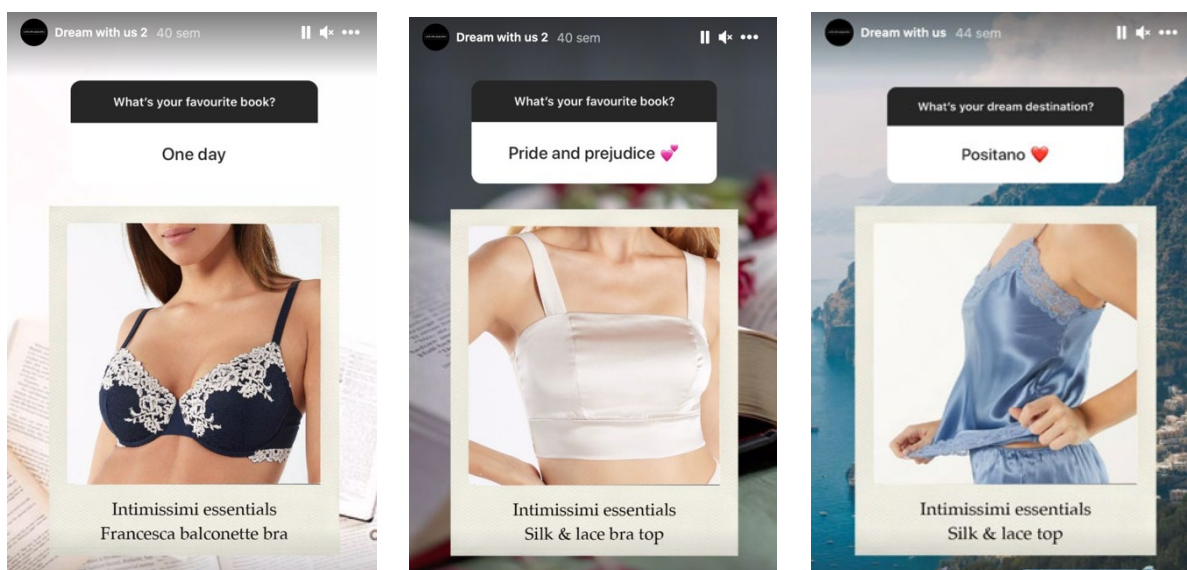 Dream with us 2 40 sem
What's your favourite book?
One day
Intimissimi essentials
Francesca balconette bra
Dream with us 2 40 sem
What's your favourite book?
Pride and prejudice 💕
Intimissimi essentials
Silk & lace bra top
Dream with us 44 sem
What's your dream destination?
Positano ❤️
Intimissimi essentials
Silk & lace top